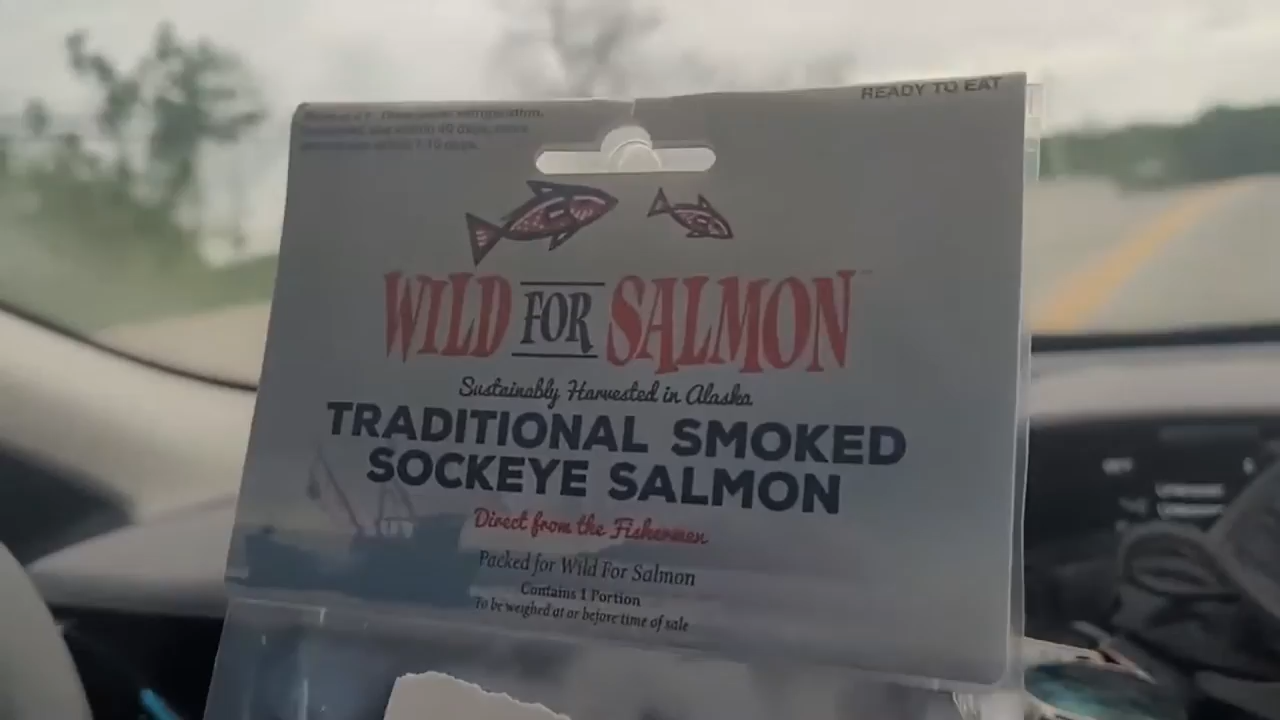 READY TO EAT
WILD FOR SALMON™
Sustainably Harvested in Alaska
TRADITIONAL SMOKED
SOCKEYE SALMON
Direct from the Fishermen
Packed for Wild For Salmon
Contains 1 Portion
To be weighed at or before time of sale